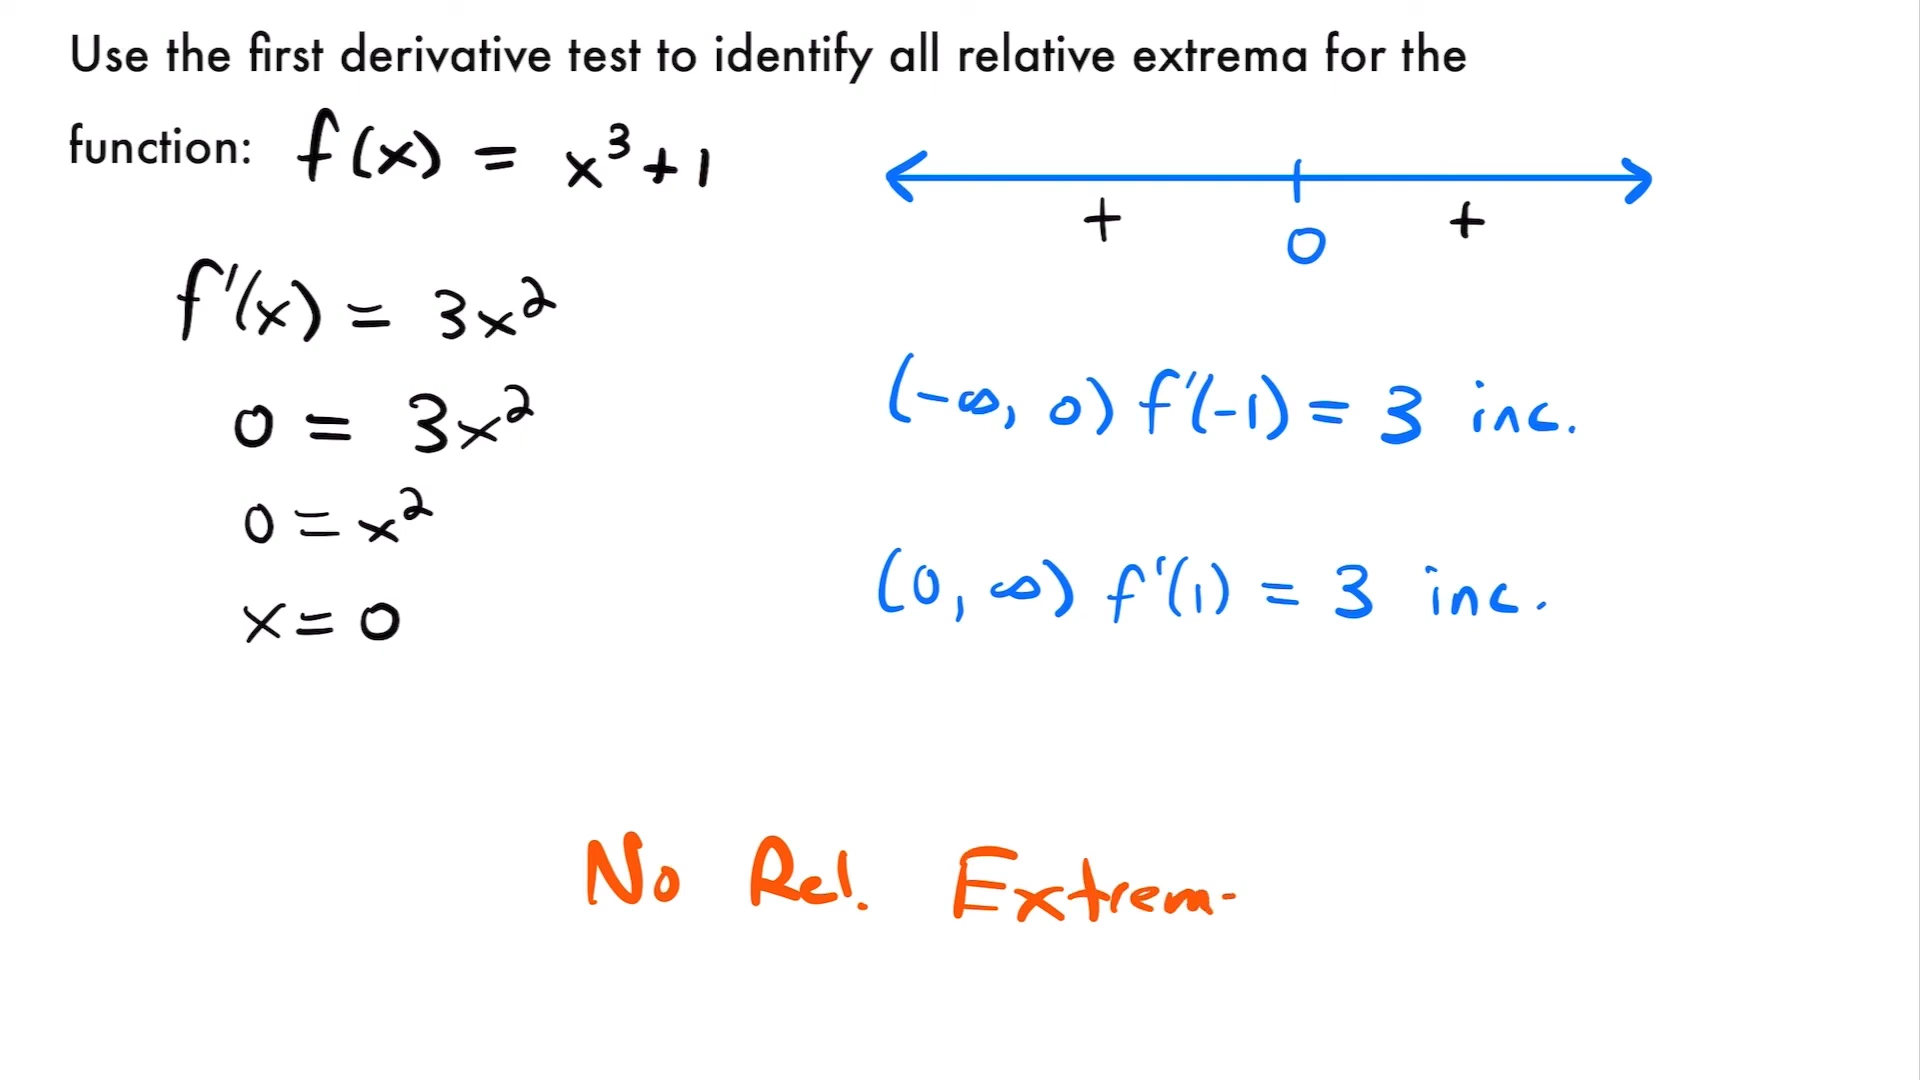 Use the first derivative test to identify all relative extrema for the
function: f(x) = x³+1
+ 0 +
f'(x) = 3x²
0 = 3x²
0 = x²
x = 0
(-∞, 0) f'(-1) = 3 inc.
(0, ∞) f'(1) = 3 inc.
No Rel. Extrem-